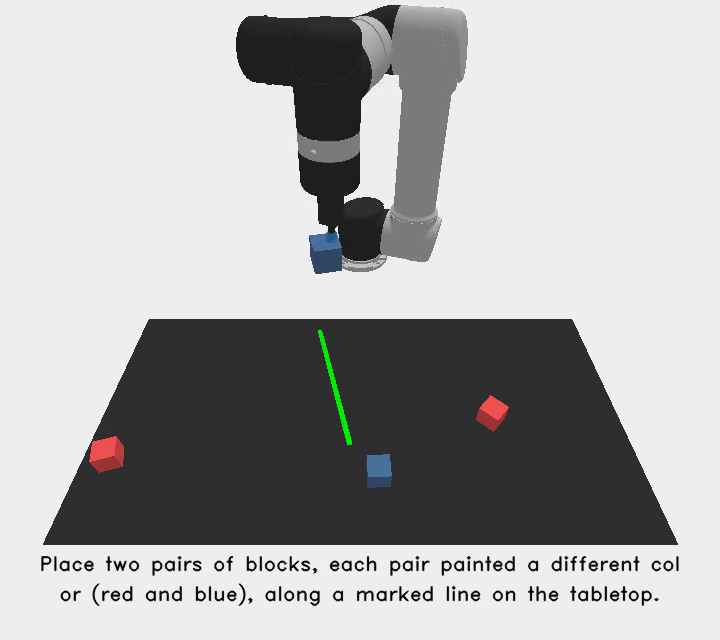 Place two pairs of blocks, each pair painted a different col
or (red and blue), along a marked line on the tabletop.